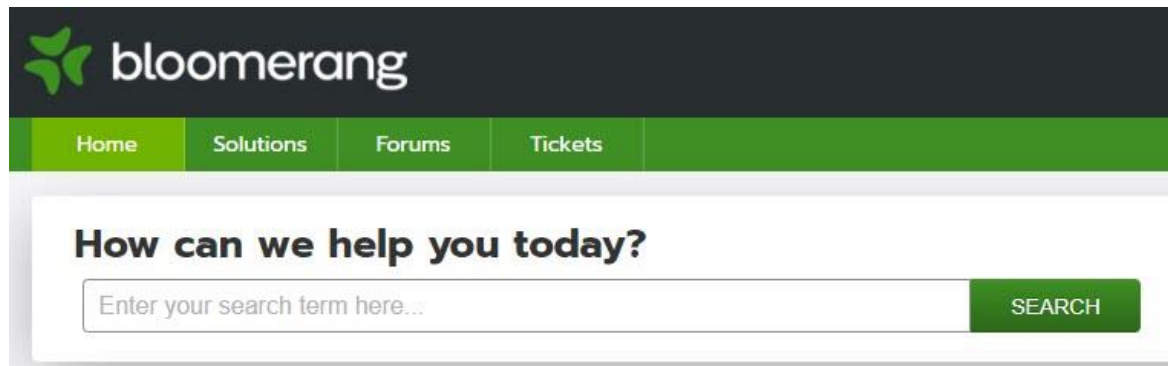 bloomerang
Home Solutions Forums Tickets
How can we help you today?
Enter your search term here... SEARCH